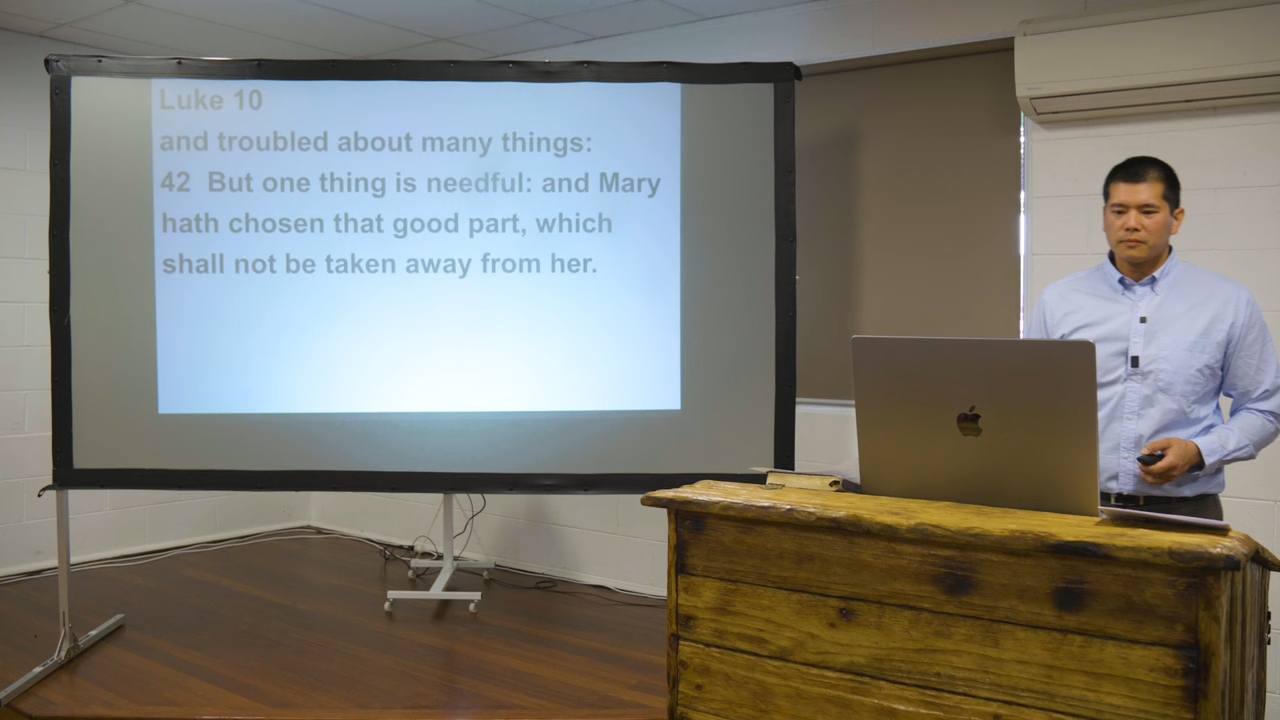 Luke 10
and troubled about many things:
42 But one thing is needful: and Mary
hath chosen that good part, which
shall not be taken away from her.